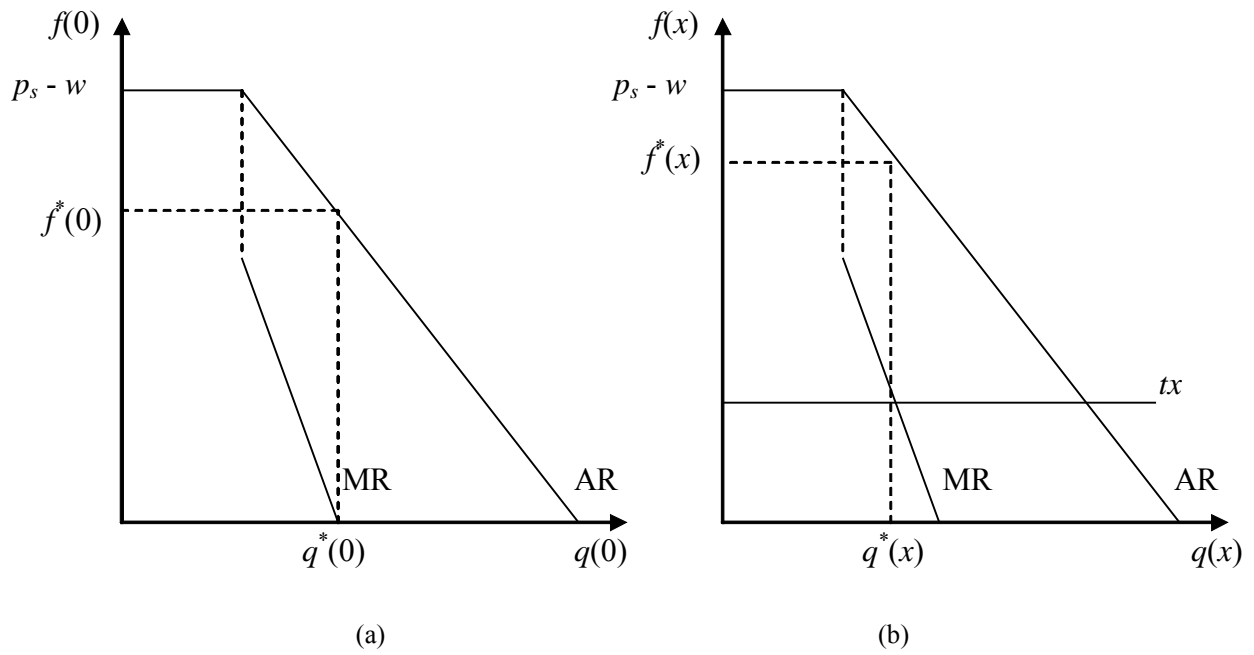 f(0)
p_s - w
f^*(0)
MR
AR
q^*(0)
q(0)
(a)
f(x)
p_s - w
f^*(x)
tx
MR
AR
q^*(x)
q(x)
(b)